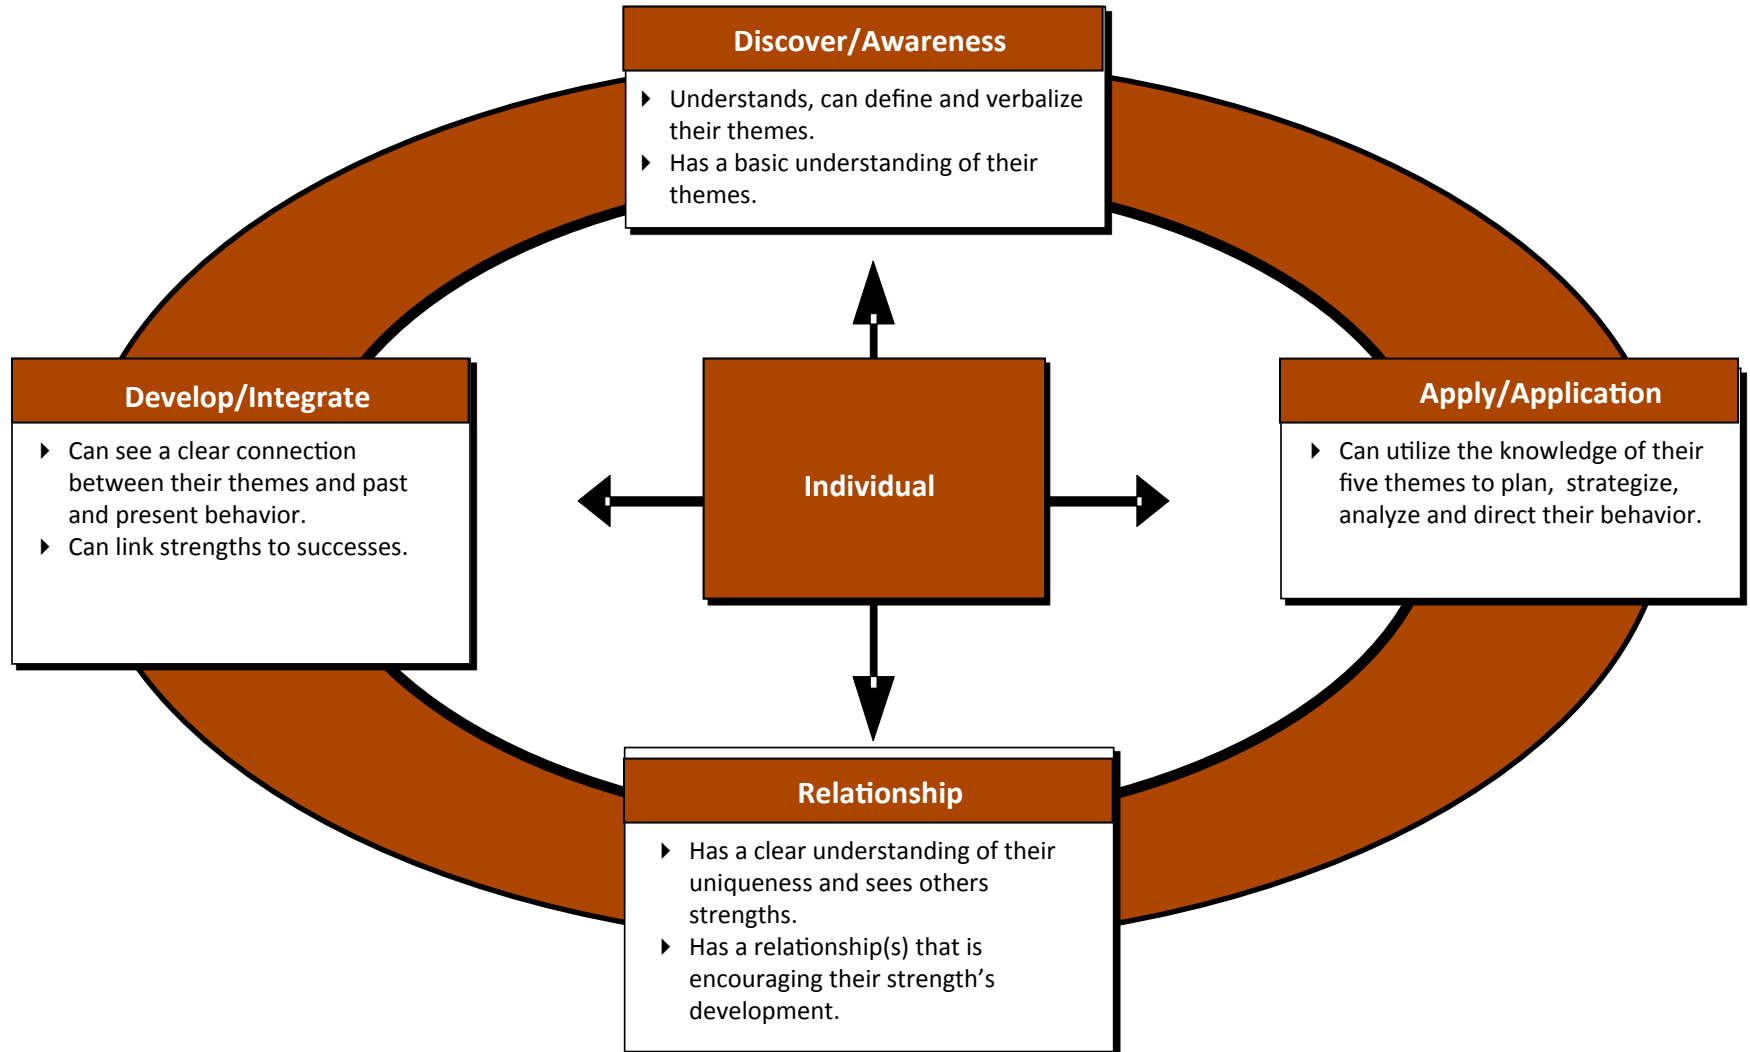 Discover/Awareness
Understands, can define and verbalize
their themes.
Has a basic understanding of their
themes.
Develop/Integrate
Can see a clear connection
between their themes and past
and present behavior.
Can link strengths to successes.
Individual
Apply/Application
Can utilize the knowledge of their
five themes to plan, strategize,
analyze and direct their behavior.
Relationship
Has a clear understanding of their
uniqueness and sees others
strengths.
Has a relationship(s) that is
encouraging their strength’s
development.